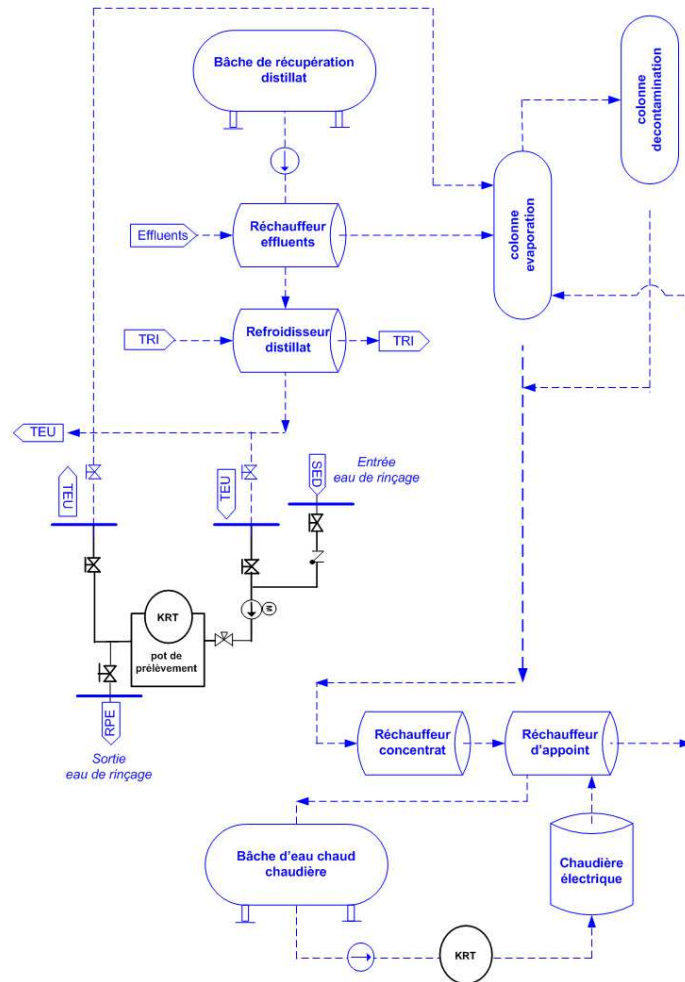 Bâche de récupération
distillat
colonne
decontamination
colonne
evaporation
Effluents
Réchauffeur
effluents
TRI
Refroidisseur
distillat
TRI
TEU
TEU
TEU
SED
Entrée
eau de rinçage
KRT
M
pot de
prélèvement
RPE
Sortie
eau de rinçage
Réchauffeur
concentrat
Réchauffeur
d'appoint
Bâche d'eau chaud
chaudière
Chaudière
électrique
KRT